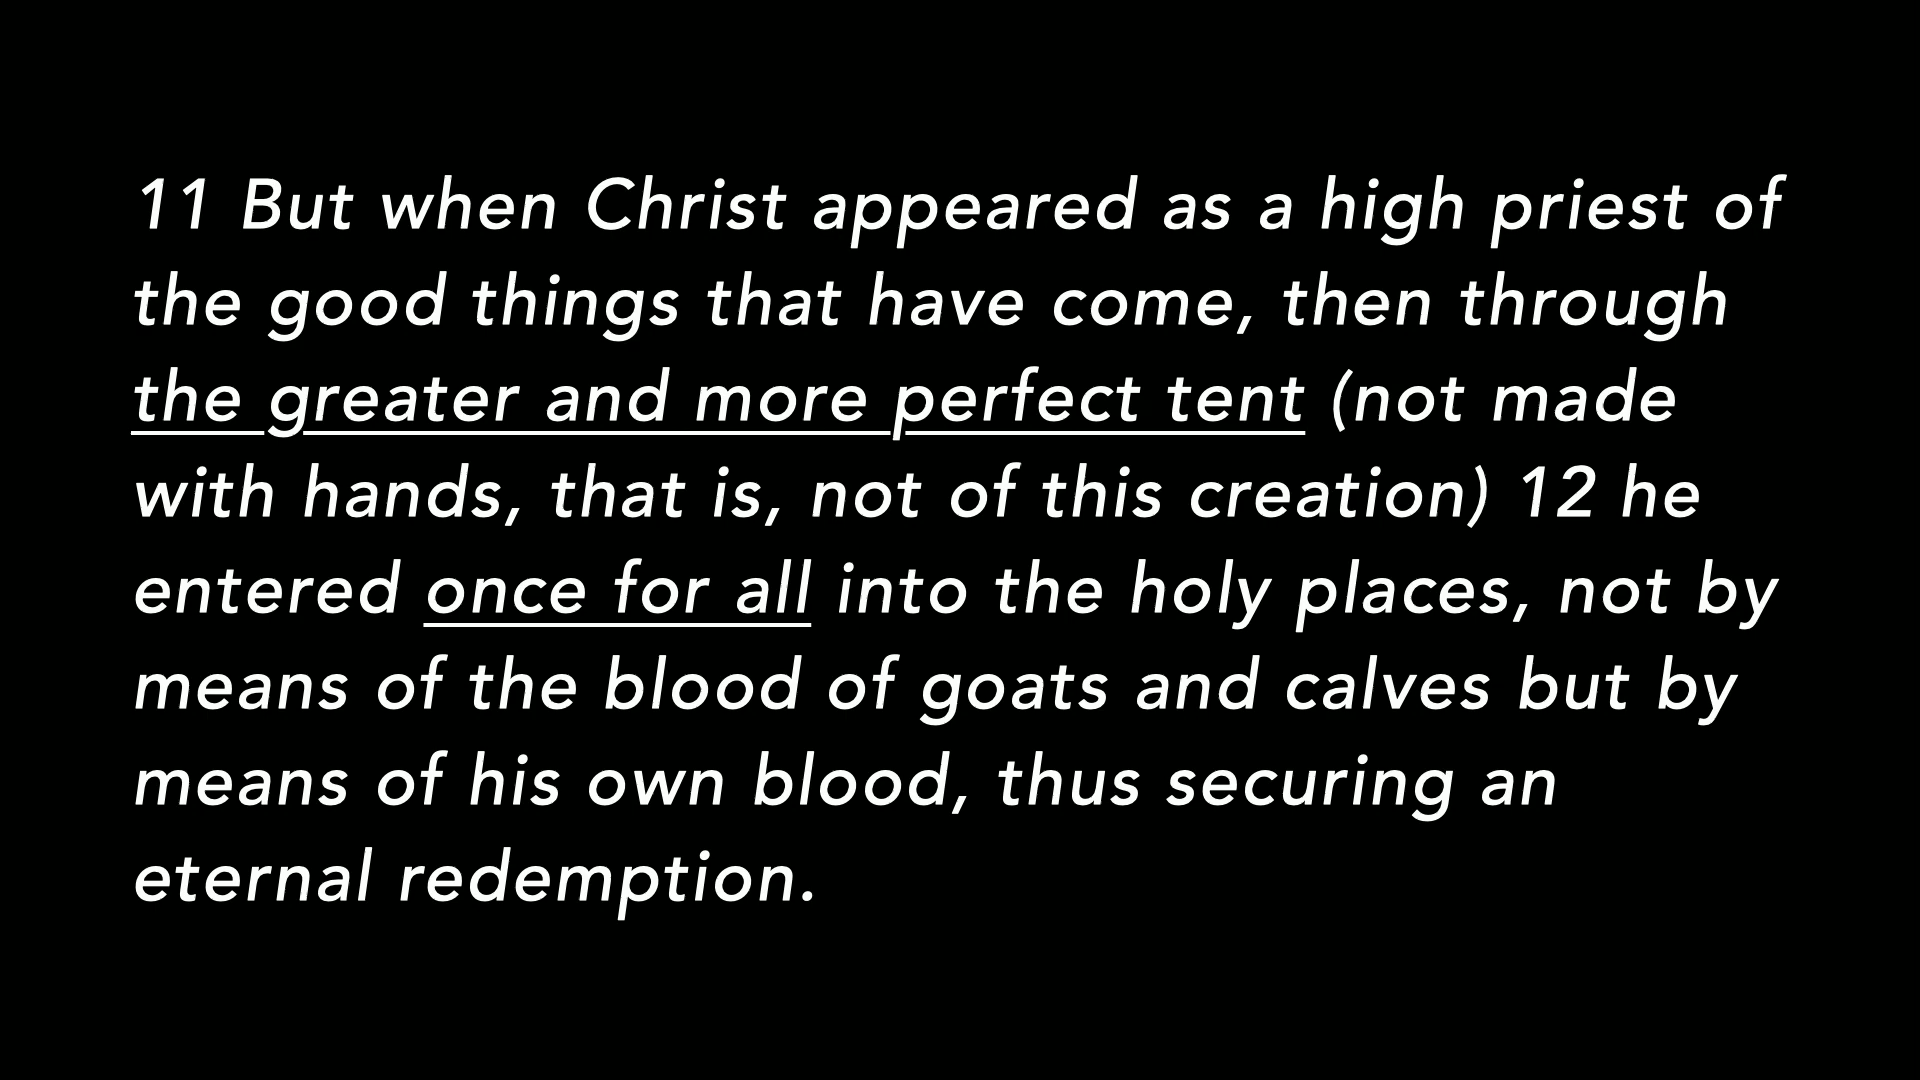 11 But when Christ appeared as a high priest of
the good things that have come, then through
the greater and more perfect tent (not made
with hands, that is, not of this creation) 12 he
entered once for all into the holy places, not by
means of the blood of goats and calves but by
means of his own blood, thus securing an
eternal redemption.